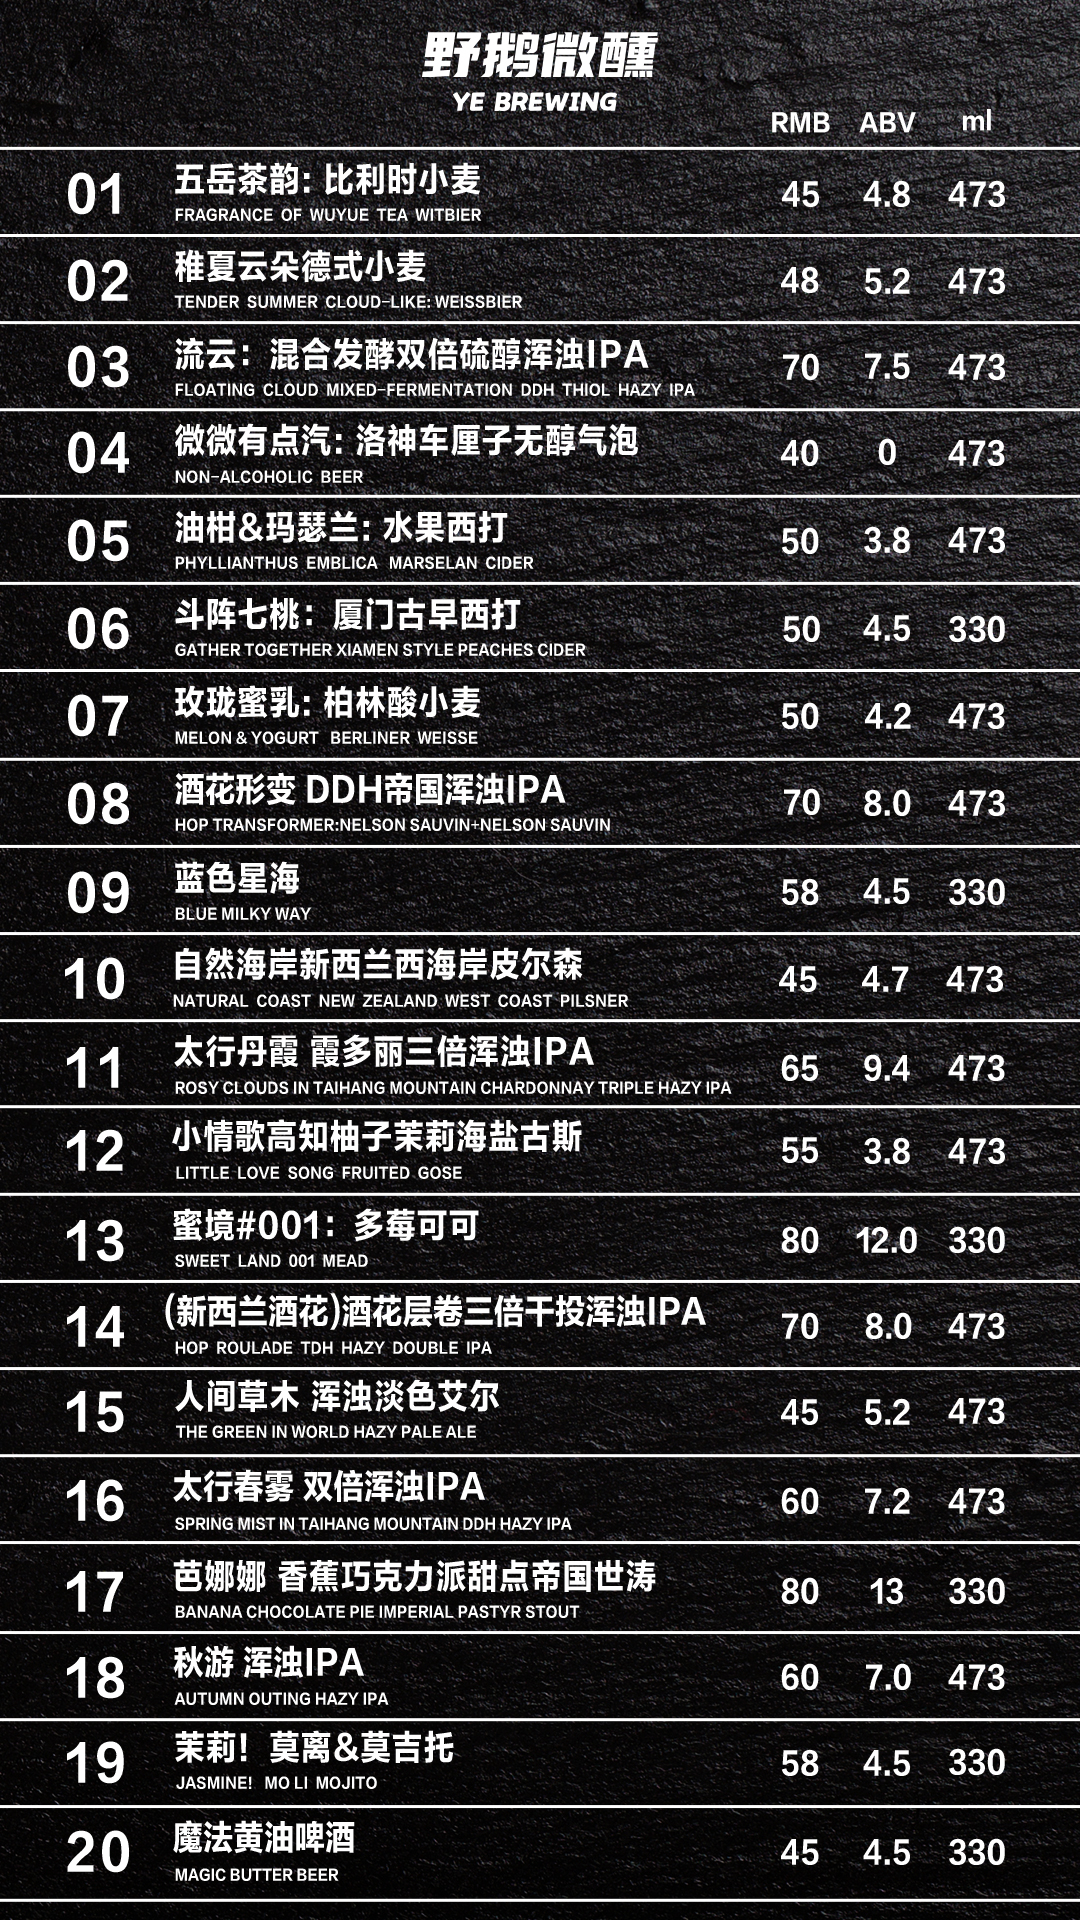 野鹅微醺
YE BREWING
RMB ABV ml
01 五岳茶韵: 比利时小麦 45 4.8 473
FRAGRANCE OF WUYUE TEA WITBIER
02 稚夏云朵德式小麦 48 5.2 473
TENDER SUMMER CLOUD-LIKE: WEISSBIER
03 流云：混合发酵双倍硫醇浑浊IPA 70 7.5 473
FLOATING CLOUD MIXED-FERMENTATION DDH THIOL HAZY IPA
04 微微有点汽: 洛神车厘子无醇气泡 40 0 473
NON-ALCOHOLIC BEER
05 油柑&玛瑟兰: 水果西打 50 3.8 473
PHYLLIANTHUS EMBLICA MARSELAN CIDER
06 斗阵七桃：厦门古早西打 50 4.5 330
GATHER TOGETHER XIAMEN STYLE PEACHES CIDER
07 玫珑蜜乳: 柏林酸小麦 50 4.2 473
MELON & YOGURT BERLINER WEISSE
08 酒花形变 DDH帝国浑浊IPA 70 8.0 473
HOP TRANSFORMER:NELSON SAUVIN+NELSON SAUVIN
09 蓝色星海 58 4.5 330
BLUE MILKY WAY
10 自然海岸新西兰西海岸皮尔森 45 4.7 473
NATURAL COAST NEW ZEALAND WEST COAST PILSNER
11 太行丹霞 霞多丽三倍浑浊IPA 65 9.4 473
ROSY CLOUDS IN TAIHANG MOUNTAIN CHARDONNAY TRIPLE HAZY IPA
12 小情歌高知柚子茉莉海盐古斯 55 3.8 473
LITTLE LOVE SONG FRUITED GOSE
13 蜜境#001：多莓可可 80 12.0 330
SWEET LAND 001 MEAD
14 (新西兰酒花)酒花层卷三倍干投浑浊IPA 70 8.0 473
HOP ROULADE TDH HAZY DOUBLE IPA
15 人间草木 浑浊淡色艾尔 45 5.2 473
THE GREEN IN WORLD HAZY PALE ALE
16 太行春雾 双倍浑浊IPA 60 7.2 473
SPRING MIST IN TAIHANG MOUNTAIN DDH HAZY IPA
17 芭娜娜 香蕉巧克力派甜点帝国世涛 80 13 330
BANANA CHOCOLATE PIE IMPERIAL PASTYR STOUT
18 秋游 浑浊IPA 60 7.0 473
AUTUMN OUTING HAZY IPA
19 茉莉！莫离&莫吉托 58 4.5 330
JASMINE! MO LI MOJITO
20 魔法黄油啤酒 45 4.5 330
MAGIC BUTTER BEER